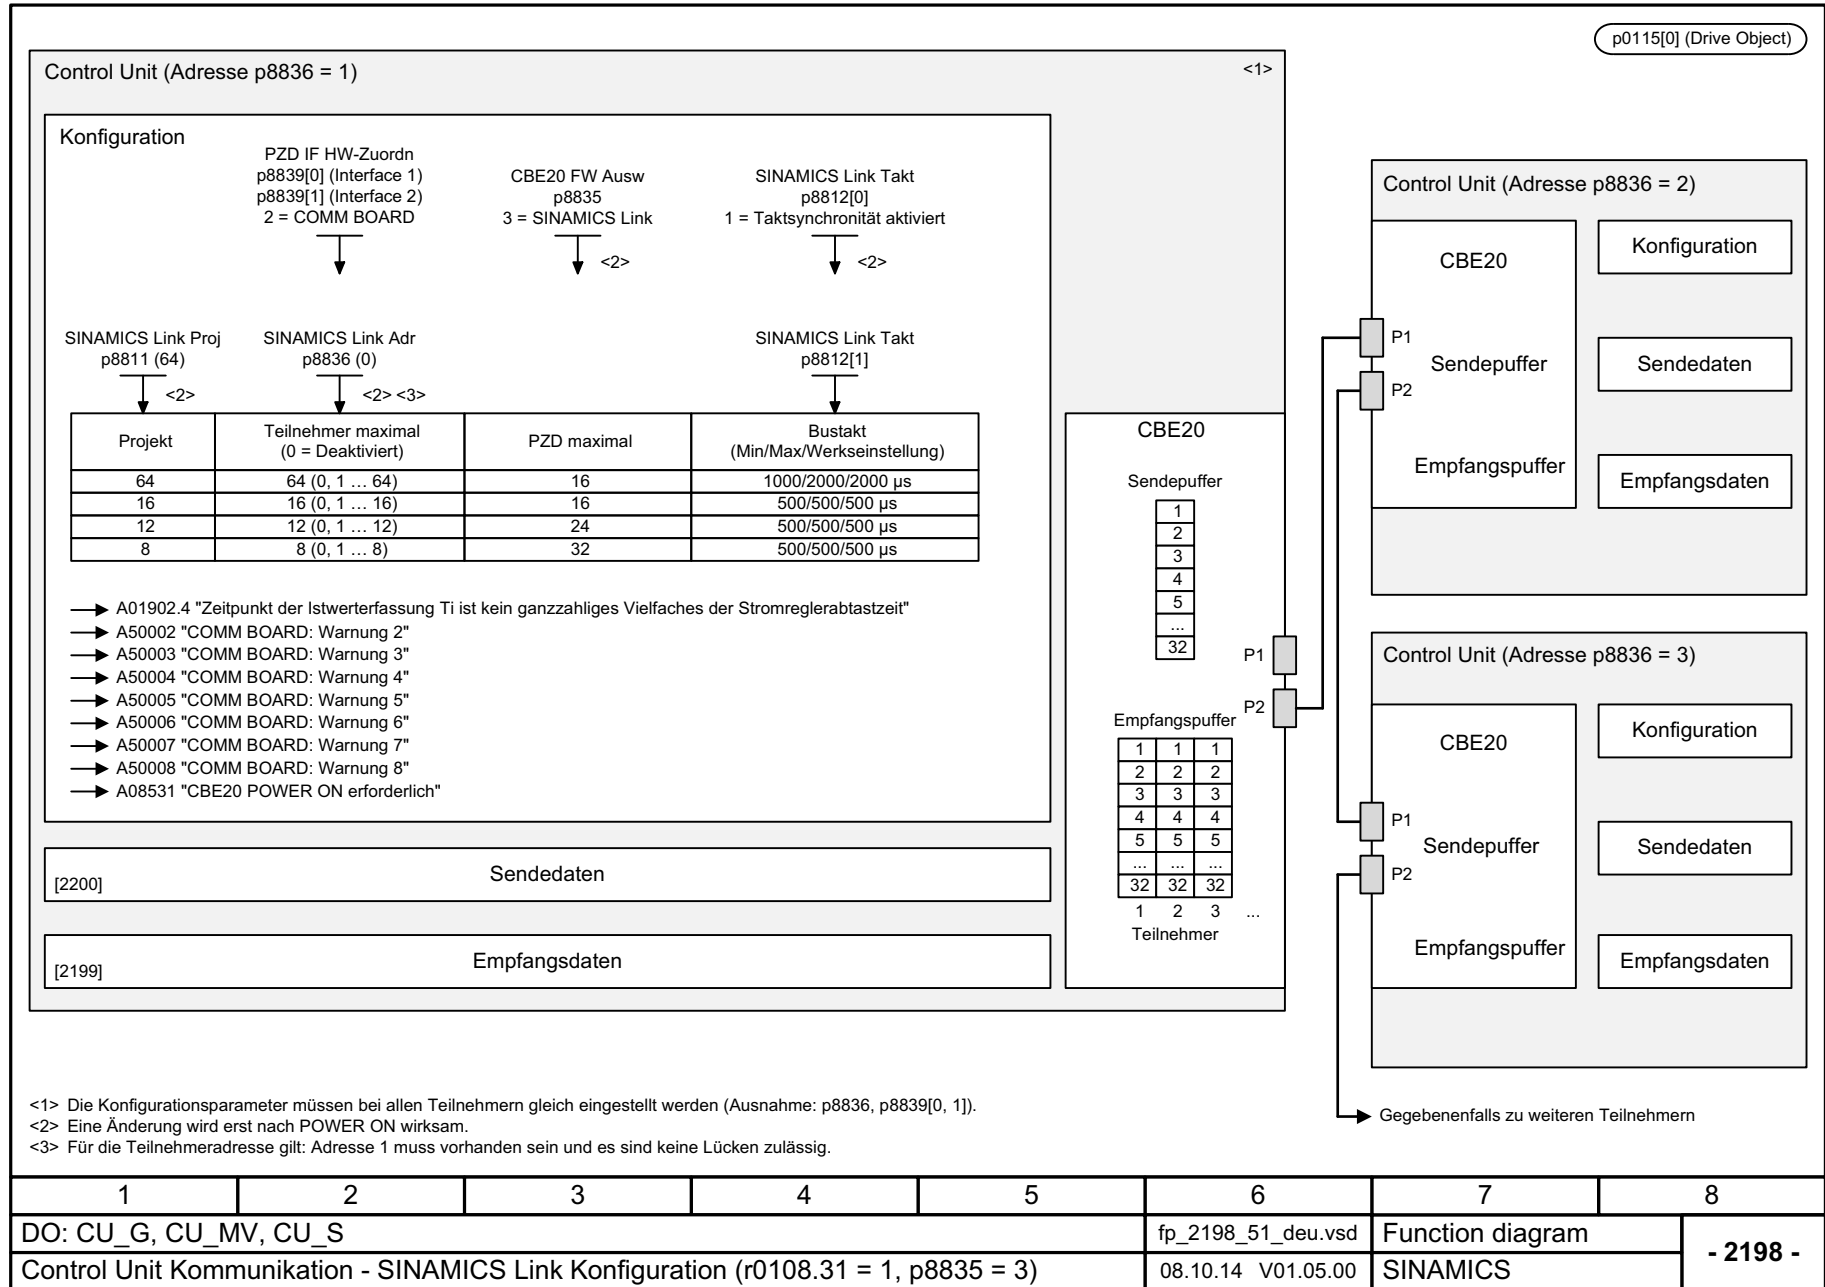 p0115[0] (Drive Object)
Control Unit (Adresse p8836 = 1)
<1>
Konfiguration
PZD IF HW-Zuordn
p8839[0] (Interface 1)
p8839[1] (Interface 2)
2 = COMM BOARD
CBE20 FW Ausw
p8835
3 = SINAMICS Link
<2>
SINAMICS Link Takt
p8812[0]
1 = Taktsynchronität aktiviert
<2>
SINAMICS Link Proj
p8811 (64)
<2>
SINAMICS Link Adr
p8836 (0)
<2> <3>
SINAMICS Link Takt
p8812[1]
Projekt
Teilnehmer maximal
(0 = Deaktiviert)
PZD maximal
Bustakt
(Min/Max/Werkseinstellung)
64 64 (0, 1 … 64) 16 1000/2000/2000 µs
16 16 (0, 1 … 16) 16 500/500/500 µs
12 12 (0, 1 … 12) 24 500/500/500 µs
8 8 (0, 1 … 8) 32 500/500/500 µs
A01902.4 "Zeitpunkt der Istwerterfassung Ti ist kein ganzzahliges Vielfaches der Stromreglerabtastzeit"
A50002 "COMM BOARD: Warnung 2"
A50003 "COMM BOARD: Warnung 3"
A50004 "COMM BOARD: Warnung 4"
A50005 "COMM BOARD: Warnung 5"
A50006 "COMM BOARD: Warnung 6"
A50007 "COMM BOARD: Warnung 7"
A50008 "COMM BOARD: Warnung 8"
A08531 "CBE20 POWER ON erforderlich"
[2200]
Sendedaten
[2199]
Empfangsdaten
CBE20
Sendepuffer
1
2
3
4
5
...
32
P1
P2
Empfangspuffer
1 1 1
2 2 2
3 3 3
4 4 4
5 5 5
... ... ...
32 32 32
1 2 3 ...
Teilnehmer
Control Unit (Adresse p8836 = 2)
CBE20
Konfiguration
P1
Sendepuffer
Sendedaten
P2
Empfangspuffer
Empfangsdaten
Control Unit (Adresse p8836 = 3)
CBE20
Konfiguration
P1
Sendepuffer
Sendedaten
P2
Empfangspuffer
Empfangsdaten
Gegebenenfalls zu weiteren Teilnehmern
<1> Die Konfigurationsparameter müssen bei allen Teilnehmern gleich eingestellt werden (Ausnahme: p8836, p8839[0, 1]).
<2> Eine Änderung wird erst nach POWER ON wirksam.
<3> Für die Teilnehmeradresse gilt: Adresse 1 muss vorhanden sein und es sind keine Lücken zulässig.
1 2 3 4 5 6 7 8
DO: CU_G, CU_MV, CU_S
fp_2198_51_deu.vsd
Function diagram
- 2198 -
Control Unit Kommunikation - SINAMICS Link Konfiguration (r0108.31 = 1, p8835 = 3)
08.10.14 V01.05.00
SINAMICS